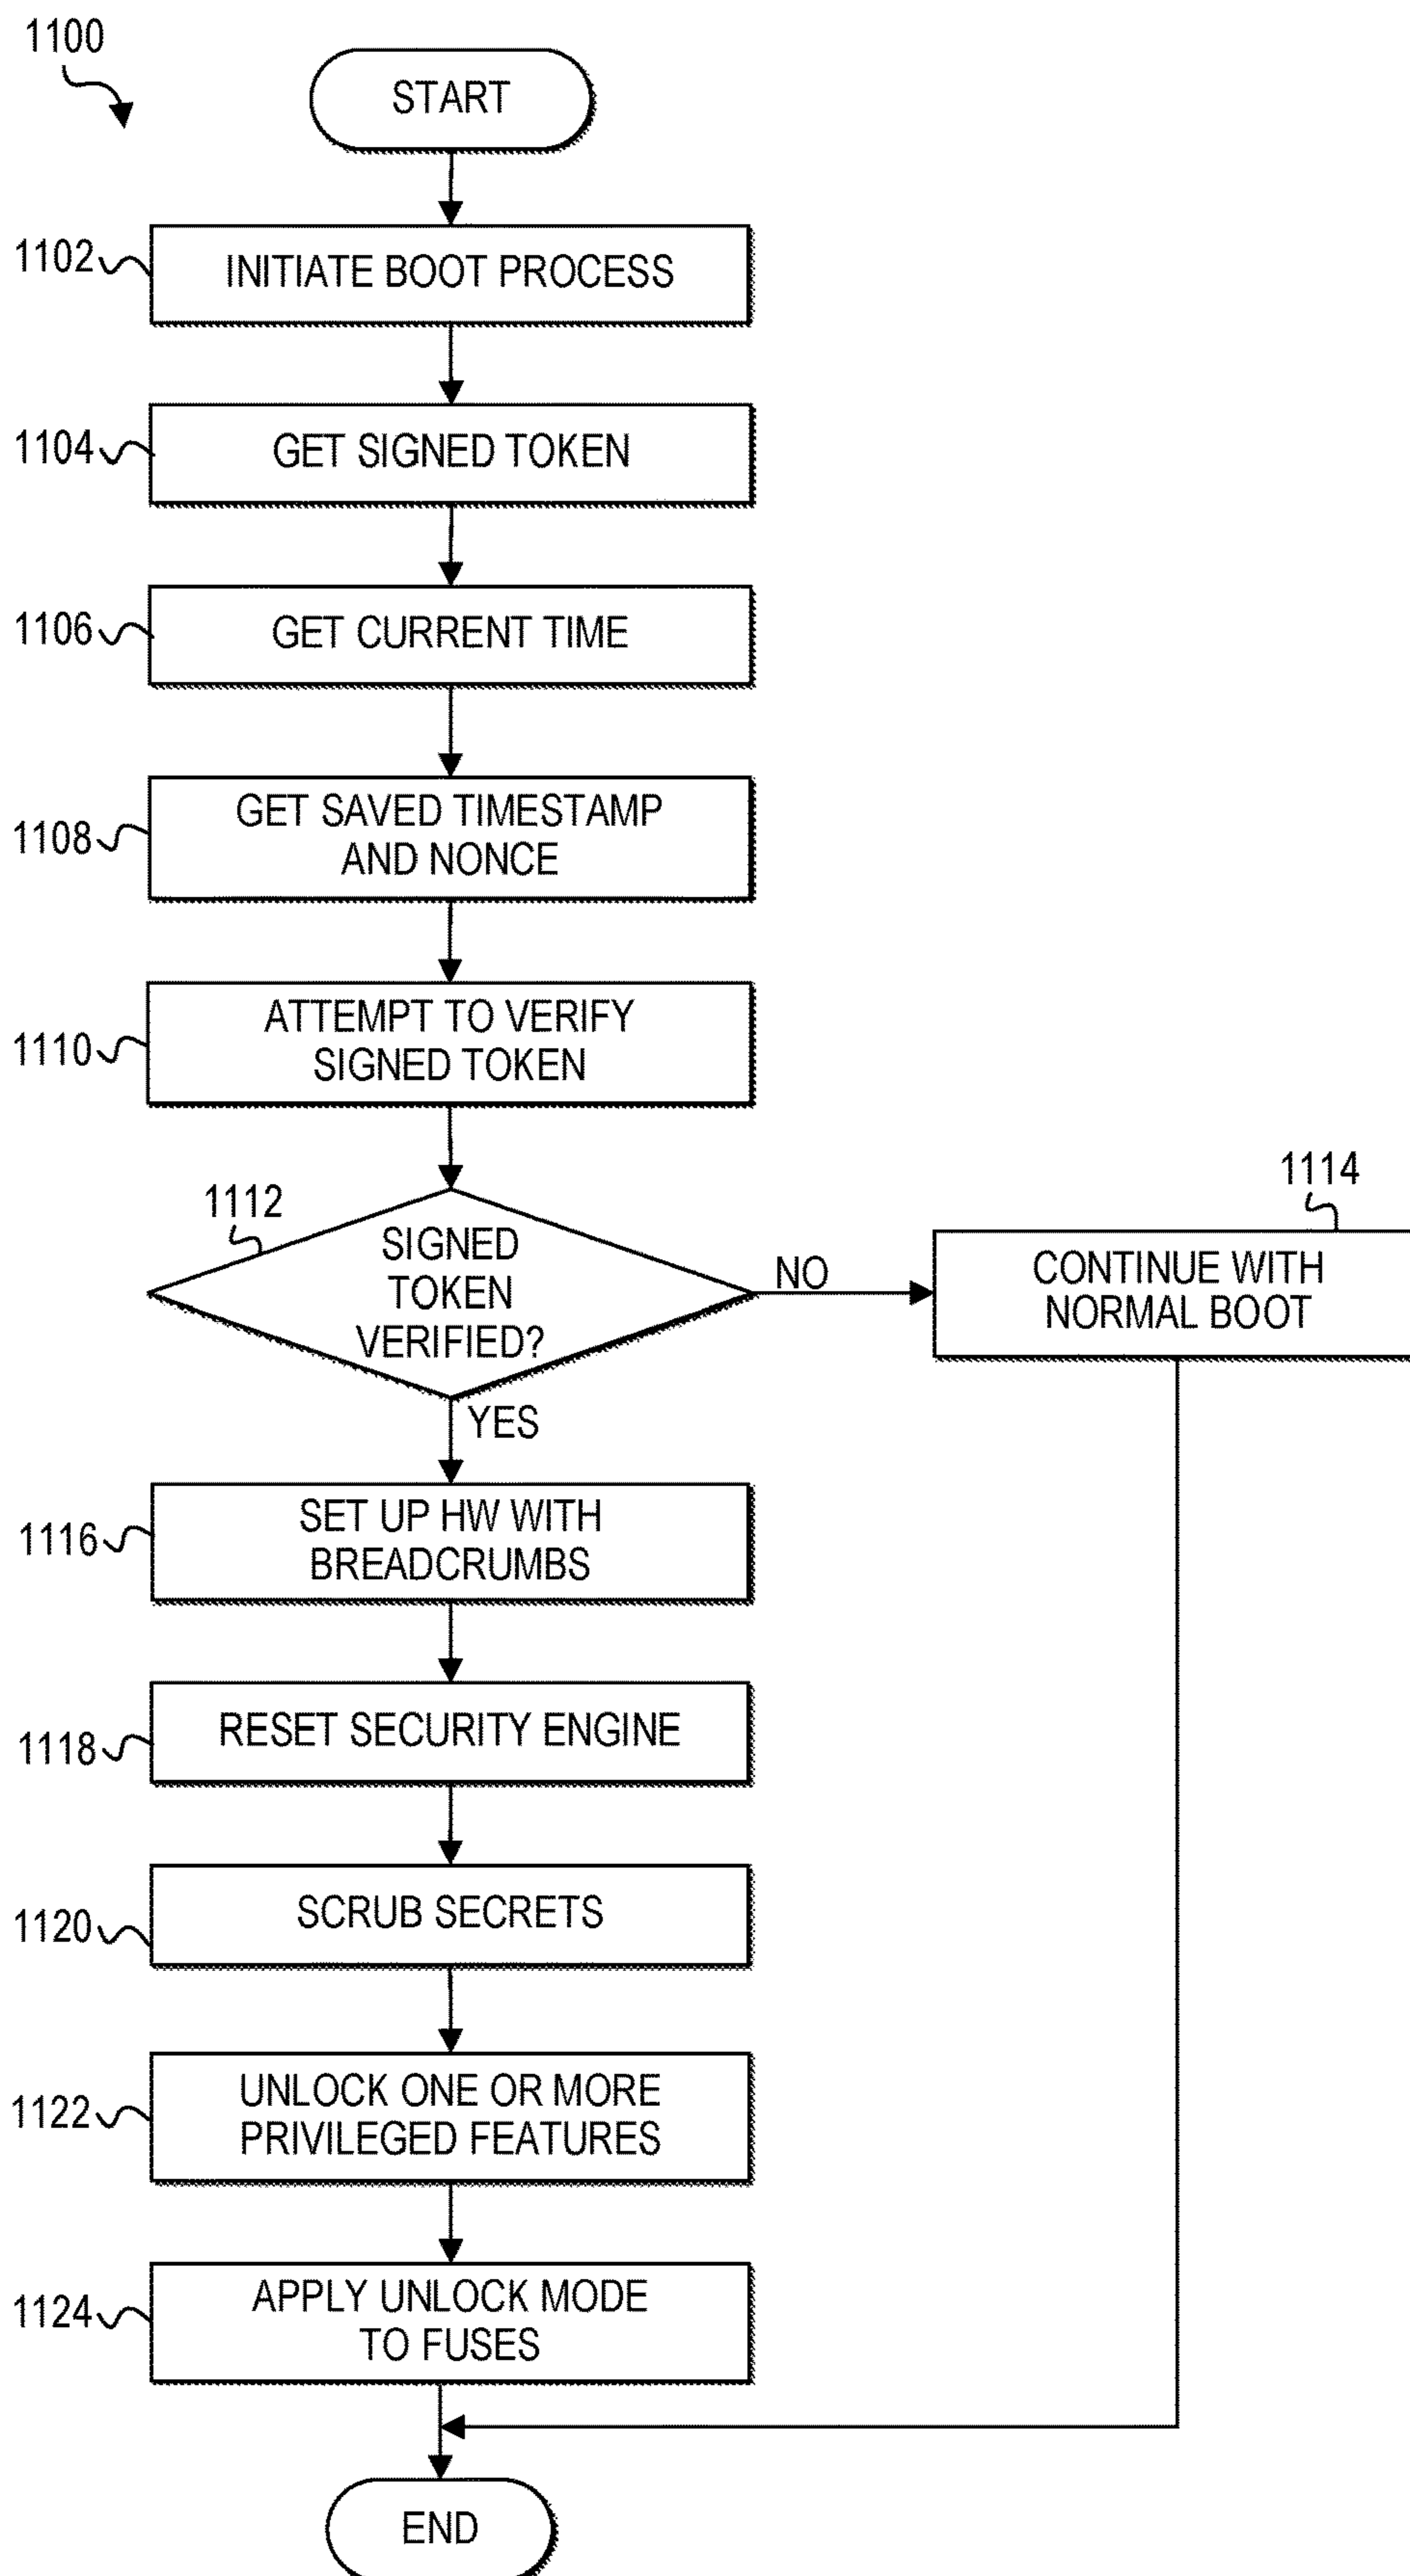 1100
START
1102
INITIATE BOOT PROCESS
1104
GET SIGNED TOKEN
1106
GET CURRENT TIME
1108
GET SAVED TIMESTAMP
AND NONCE
1110
ATTEMPT TO VERIFY
SIGNED TOKEN
1112
SIGNED
TOKEN
VERIFIED?
NO
1114
CONTINUE WITH
NORMAL BOOT
YES
1116
SET UP HW WITH
BREADCRUMBS
1118
RESET SECURITY ENGINE
1120
SCRUB SECRETS
1122
UNLOCK ONE OR MORE
PRIVILEGED FEATURES
1124
APPLY UNLOCK MODE
TO FUSES
END